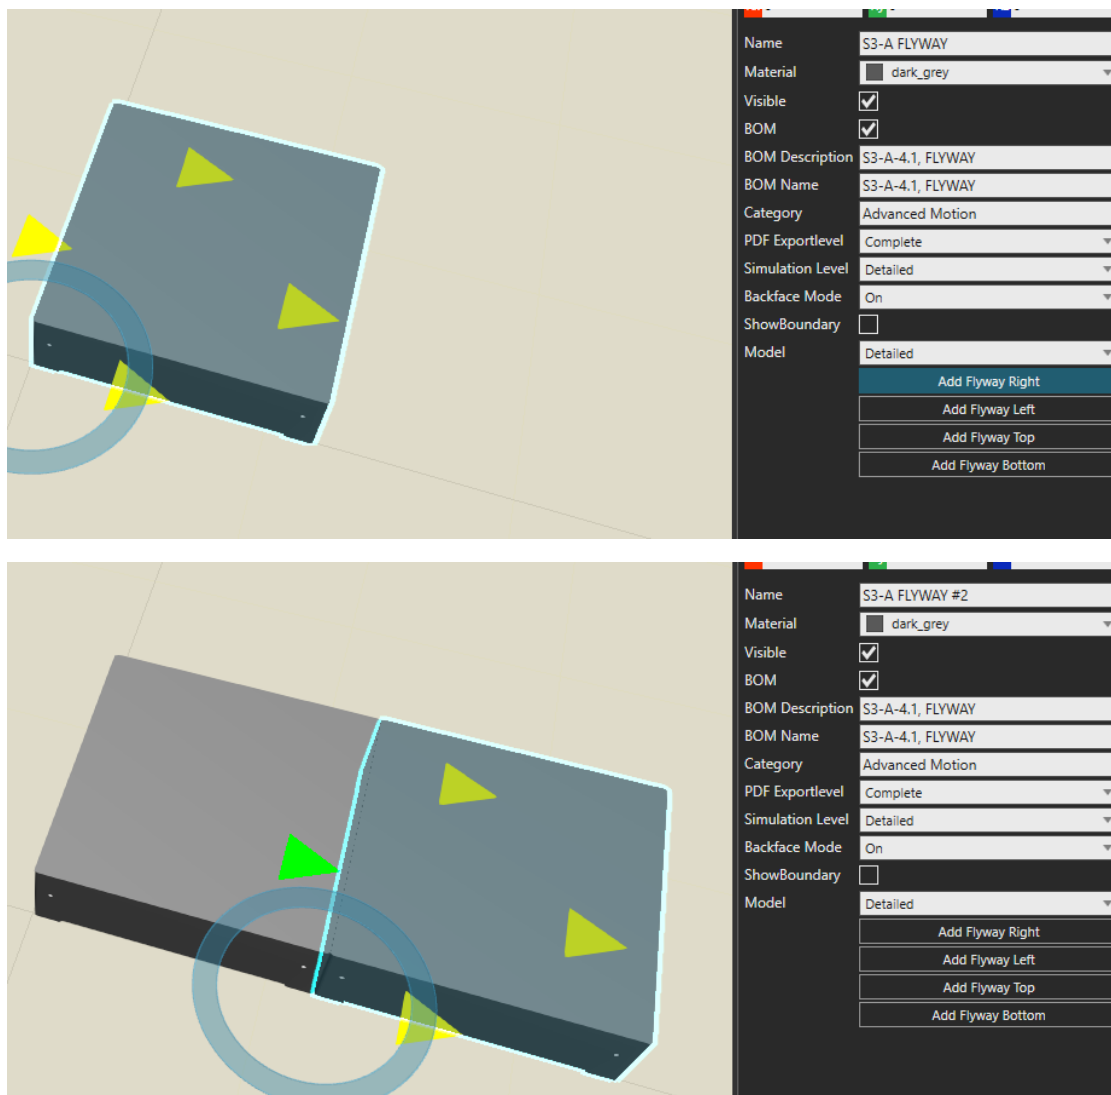 Name S3-A FLYWAY
Material dark_grey
Visible
BOM
BOM Description S3-A-4.1, FLYWAY
BOM Name S3-A-4.1, FLYWAY
Category Advanced Motion
PDF Exportlevel Complete
Simulation Level Detailed
Backface Mode On
ShowBoundary
Model Detailed
Add Flyway Right
Add Flyway Left
Add Flyway Top
Add Flyway Bottom
Name S3-A FLYWAY #2
Material dark_grey
Visible
BOM
BOM Description S3-A-4.1, FLYWAY
BOM Name S3-A-4.1, FLYWAY
Category Advanced Motion
PDF Exportlevel Complete
Simulation Level Detailed
Backface Mode On
ShowBoundary
Model Detailed
Add Flyway Right
Add Flyway Left
Add Flyway Top
Add Flyway Bottom